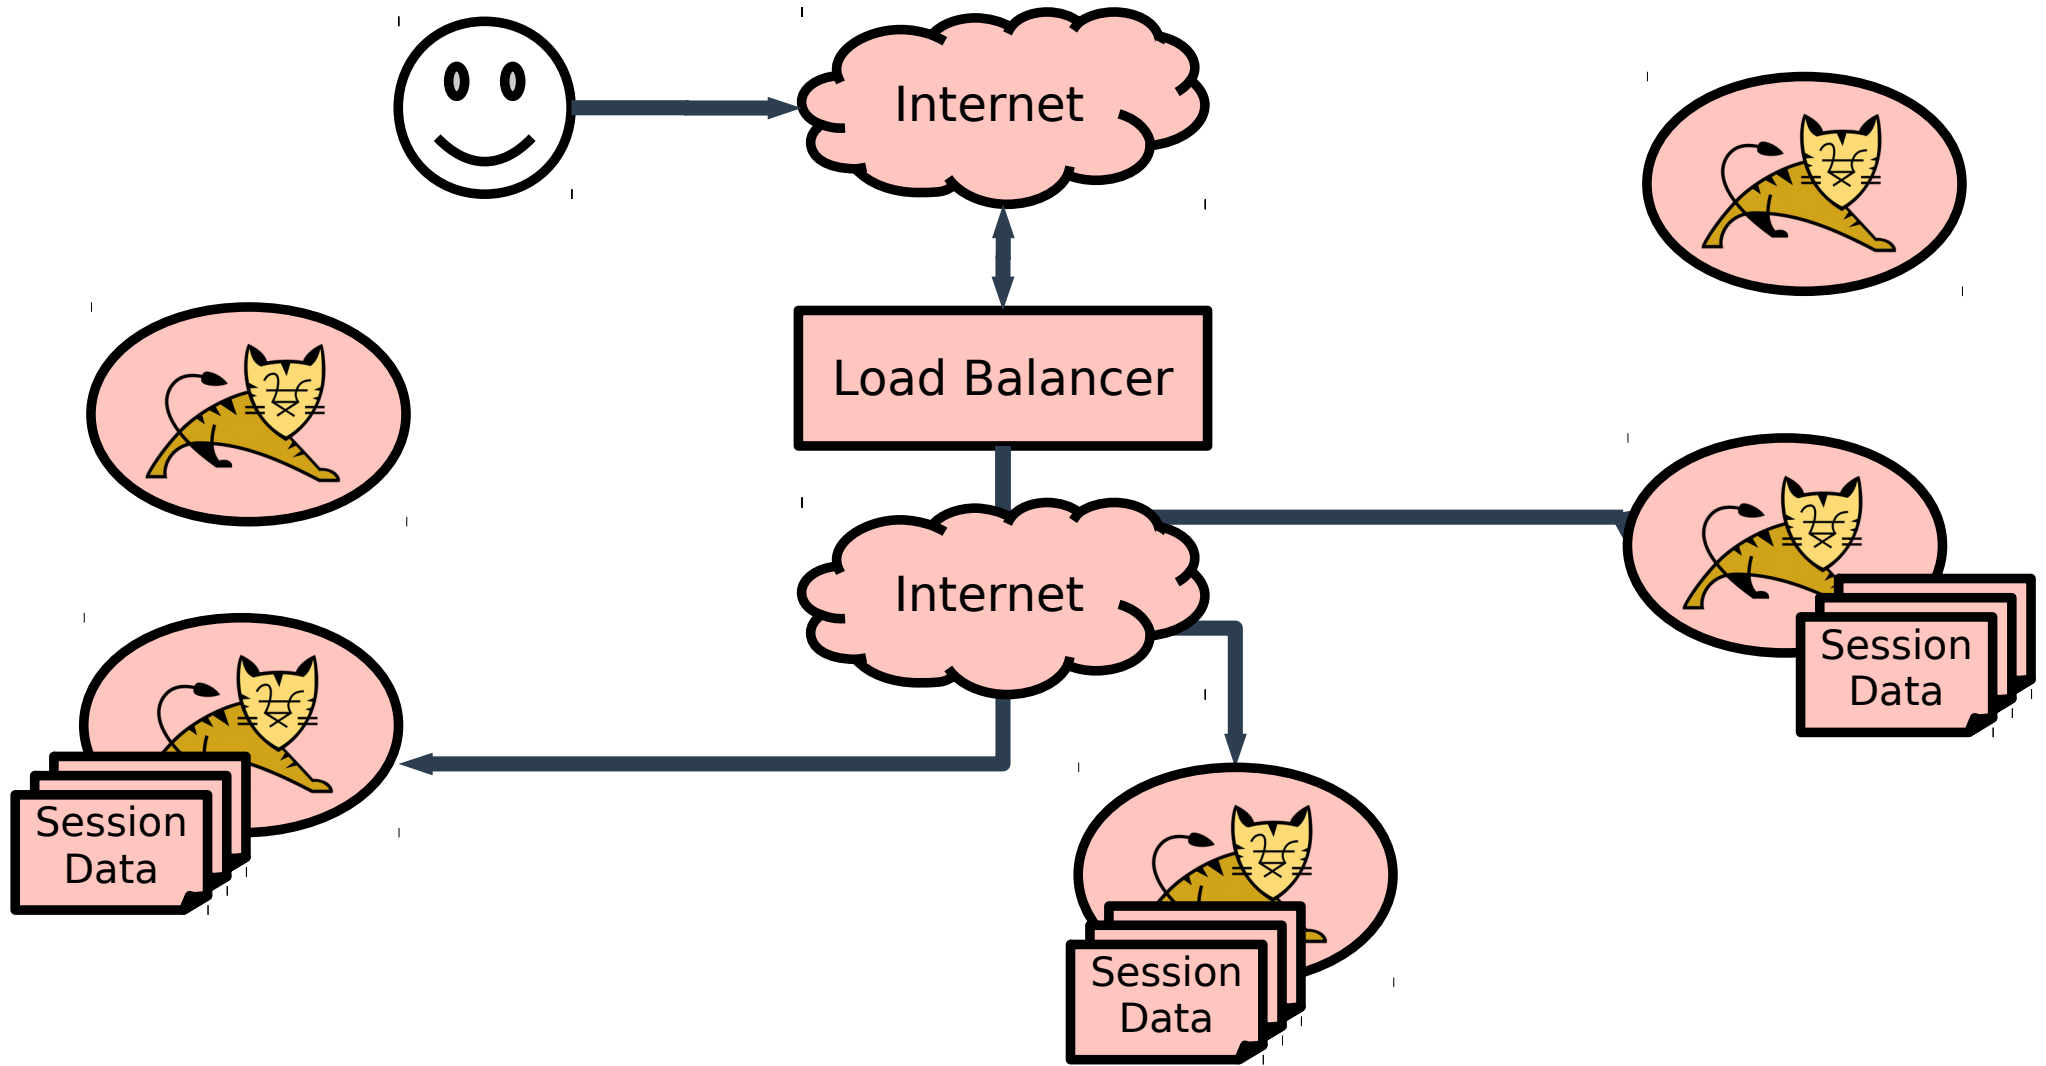 Internet
Load Balancer
Internet
Session
Data
Session
Data
Session
Data